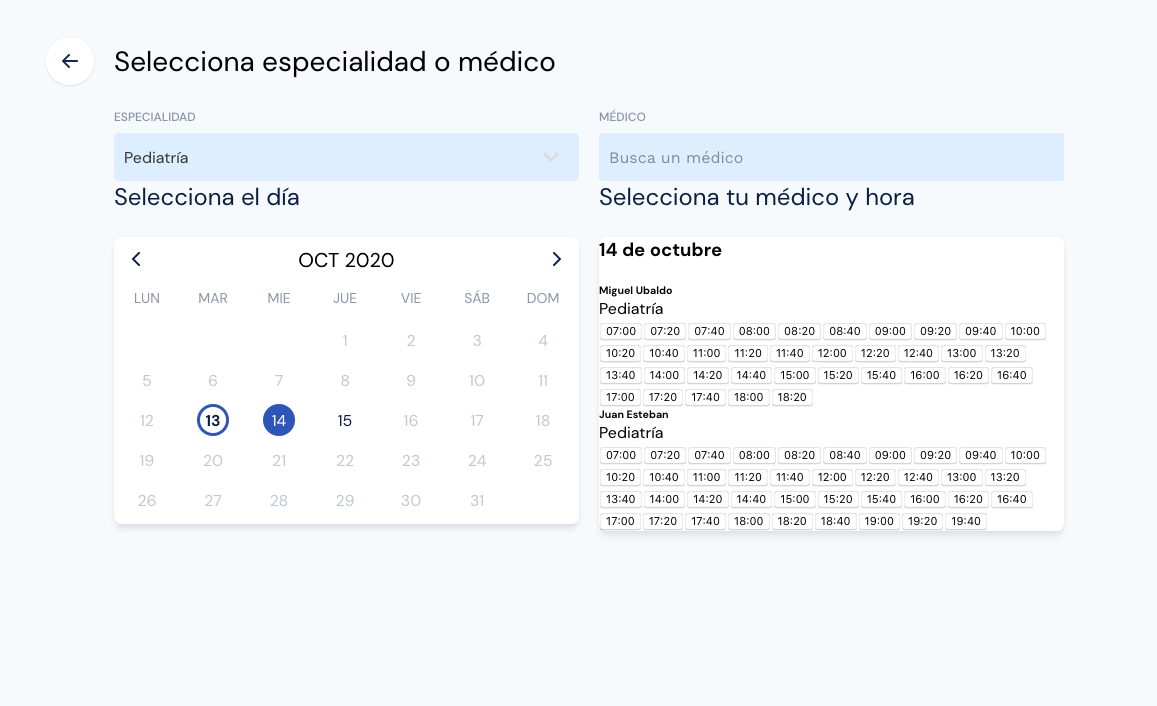 Selecciona especialidad o médico
ESPECIALIDAD
Pediatría
MÉDICO
Busca un médico
Selecciona el día
OCT 2020
LUN MAR MIE JUE VIE SÁB DOM
1 2 3 4
5 6 7 8 9 10 11
12 13 14 15 16 17 18
19 20 21 22 23 24 25
26 27 28 29 30 31
Selecciona tu médico y hora
14 de octubre
Miguel Ubaldo
Pediatría
07:00 07:20 07:40 08:00 08:20 08:40 09:00 09:20 09:40 10:00
10:20 10:40 11:00 11:20 11:40 12:00 12:20 12:40 13:00 13:20
13:40 14:00 14:20 14:40 15:00 15:20 15:40 16:00 16:20 16:40
17:00 17:20 17:40 18:00 18:20
Juan Esteban
Pediatría
07:00 07:20 07:40 08:00 08:20 08:40 09:00 09:20 09:40 10:00
10:20 10:40 11:00 11:20 11:40 12:00 12:20 12:40 13:00 13:20
13:40 14:00 14:20 14:40 15:00 15:20 15:40 16:00 16:20 16:40
17:00 17:20 17:40 18:00 18:20 18:40 19:00 19:20 19:40